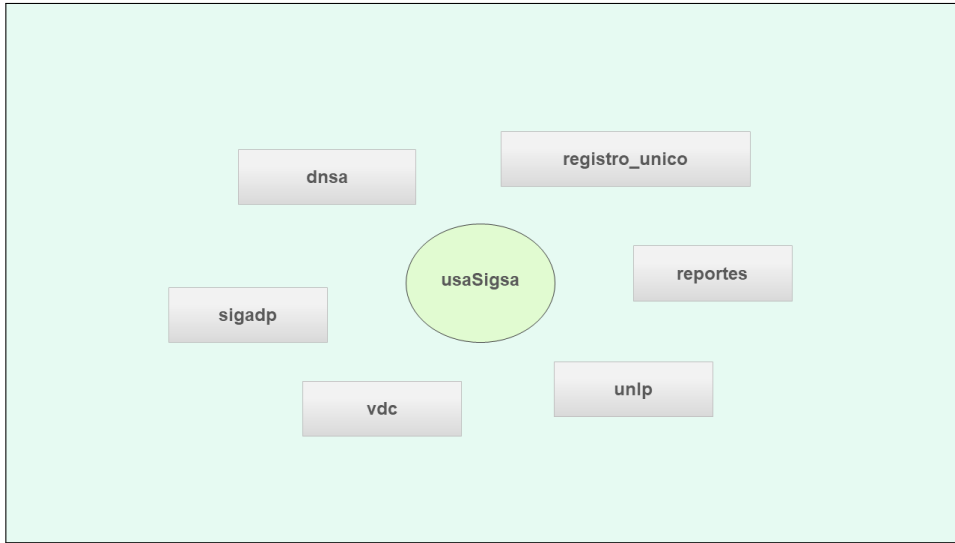 registro_unico
dnsa
usaSigsa
reportes
sigadp
unlp
vdc